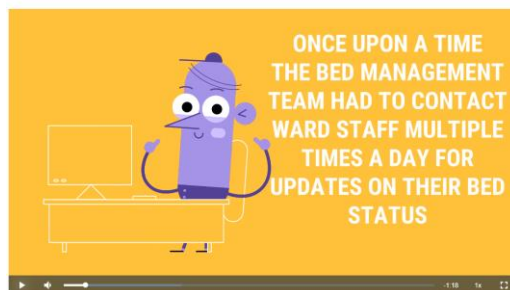 ONCE UPON A TIME
THE BED MANAGEMENT
TEAM HAD TO CONTACT
WARD STAFF MULTIPLE
TIMES A DAY FOR
UPDATES ON THEIR BED
STATUS
-1:18 1x